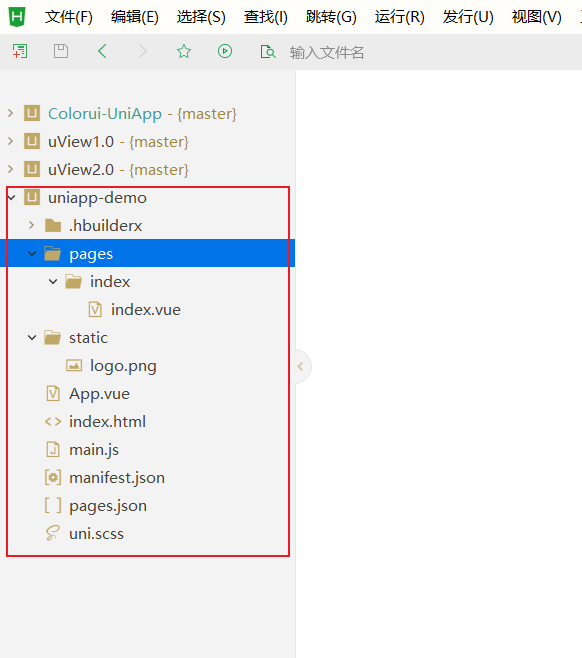 文件(F) 编辑(E) 选择(S) 查找(I) 跳转(G) 运行(R) 发行(U) 视图(V)
输入文件名
Colorui-UniApp - {master}
uView1.0 - {master}
uView2.0 - {master}
uniapp-demo
.hbuilderx
pages
index
index.vue
static
logo.png
App.vue
index.html
main.js
manifest.json
pages.json
uni.scss